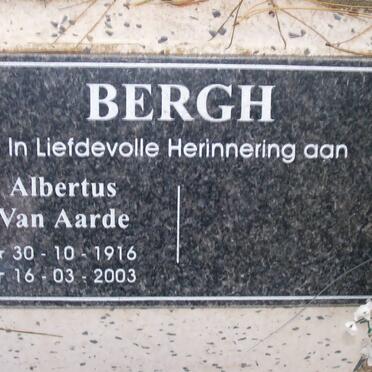 BERGH
In Liefdevolle Herinnering aan
Albertus
Van Aarde
* 30 - 10 - 1916
16 - 03 - 2003